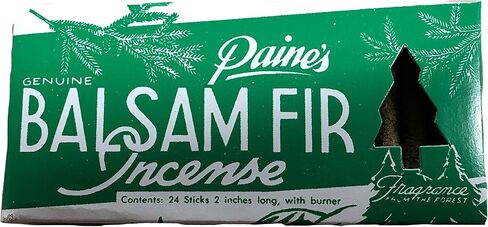 Paine's
GENUINE
BALSAM FIR
Incense
Contents: 24 Sticks 2 inches long, with burner
Fragrance
FROM THE FOREST